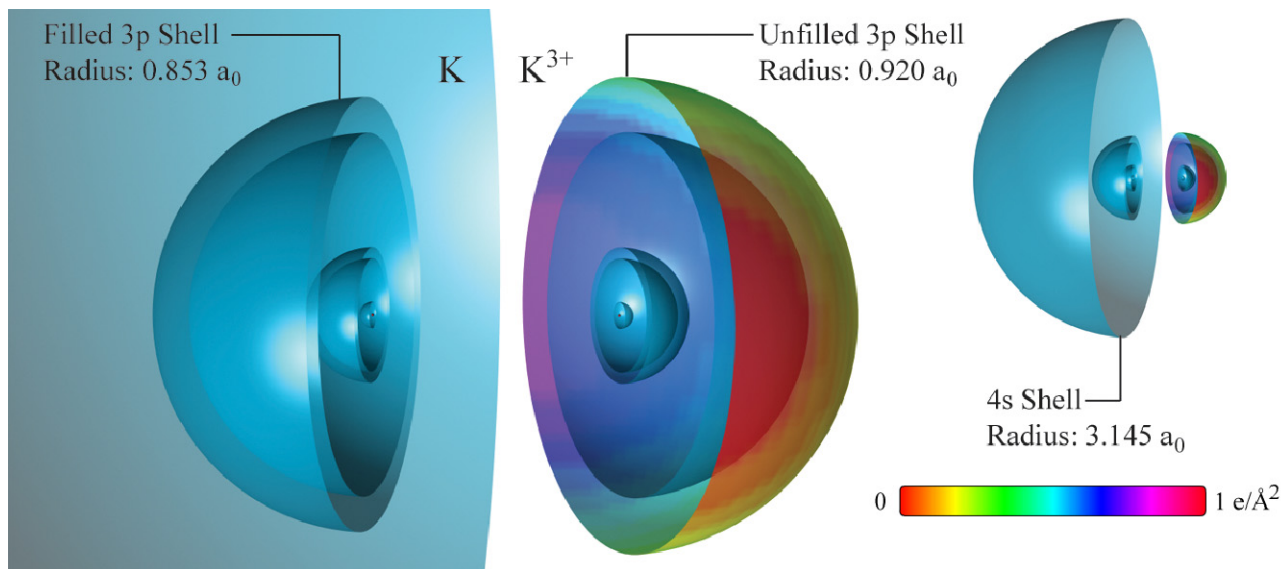 Filled 3p Shell
Radius: 0.853 a₀
K
K³⁺
Unfilled 3p Shell
Radius: 0.920 a₀
4s Shell
Radius: 3.145 a₀
0
1 e/Å²